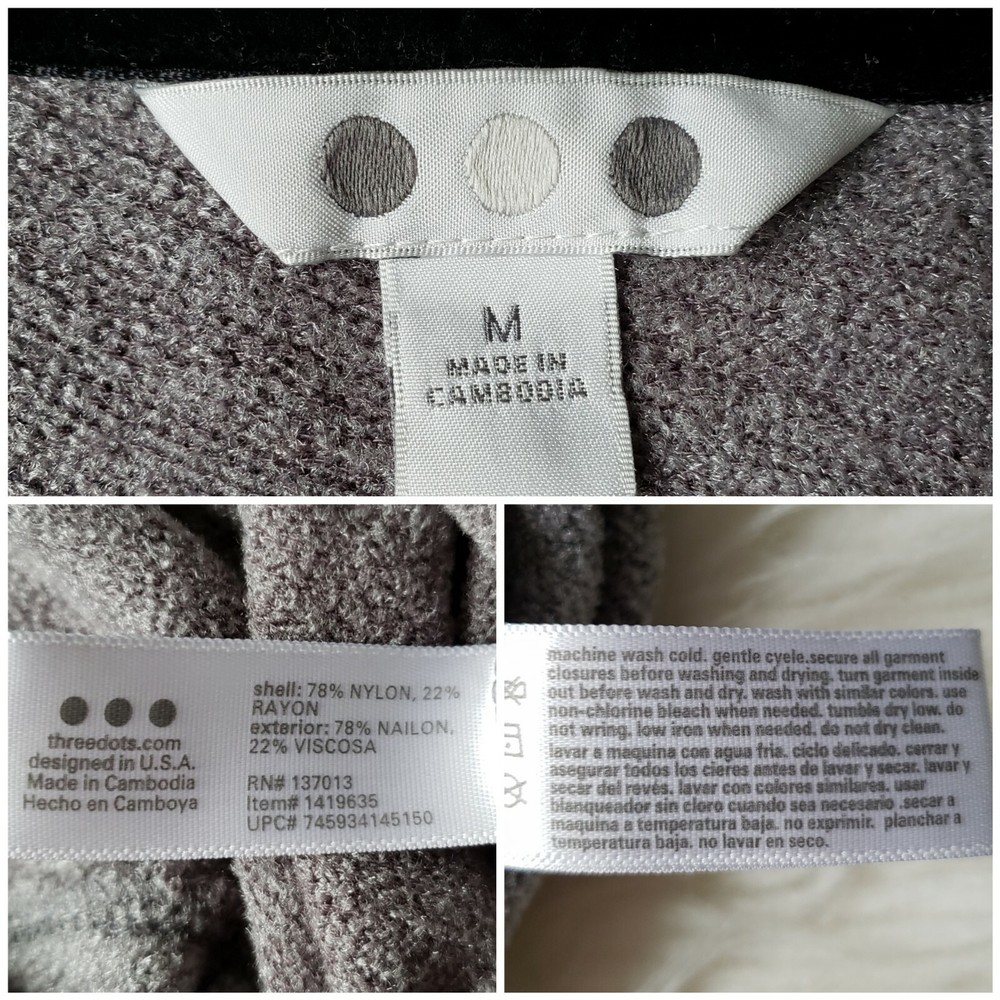 M
MADE IN
CAMBODIA
threedots.com
designed in U.S.A.
Made in Cambodia
Hecho en Camboya
shell: 78% NYLON, 22%
RAYON
exterior: 78% NAILON,
22% VISCOSA
RN# 137013
Item# 1419635
UPC# 745934145150
machine wash cold. gentle cycle.secure all garment
closures before washing and drying. turn garment inside
out before wash and dry. wash with similar colors. use
non-chlorine bleach when needed. tumble dry low. do
not wring. low iron when needed. do not dry clean.
lavar a maquina con agua fria. ciclo delicado. cerrar y
asegurar todos los cieres antes de lavar y secar. lavar y
secar del revés. lavar con colores similares. usar
blanqueador sin cloro cuando sea necesario .secar a
maquina a temperatura baja. no exprimir. planchar a
temperatura baja. no lavar en seco.